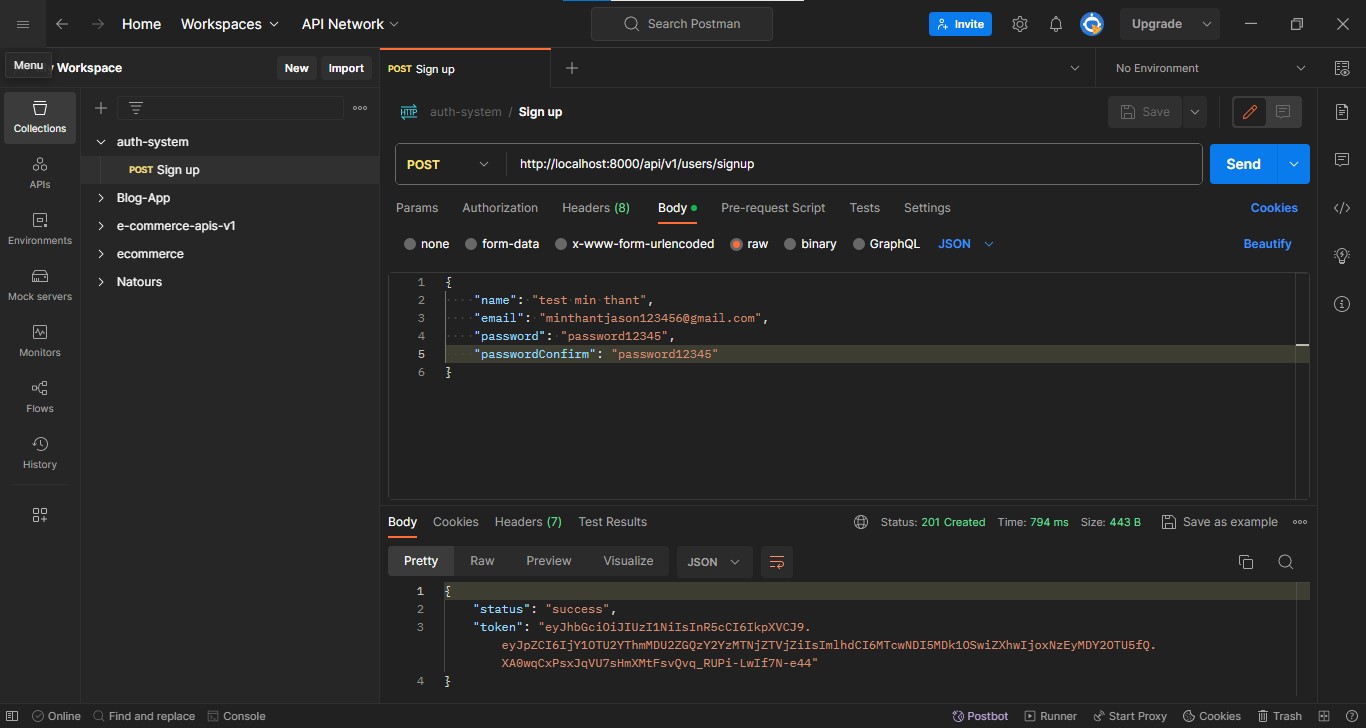 Home Workspaces API Network Search Postman Invite Upgrade
Menu Workspace New Import POST Sign up No Environment
Collections
APIs
Environments
Mock servers
Monitors
Flows
History
auth-system
POST Sign up
Blog-App
e-commerce-apis-v1
ecommerce
Natours
HTTP auth-system / Sign up Save
POST http://localhost:8000/api/v1/users/signup Send
Params Authorization Headers (8) Body Pre-request Script Tests Settings Cookies
none form-data x-www-form-urlencoded raw binary GraphQL JSON Beautify
1 {
2 "name": "test min thant",
3 "email": "minthantjason123456@gmail.com",
4 "password": "password12345",
5 "passwordConfirm": "password12345"
6 }
Body Cookies Headers (7) Test Results Status: 201 Created Time: 794 ms Size: 443 B Save as example
Pretty Raw Preview Visualize JSON
1 {
2 "status": "success",
3 "token": "eyJhbGciOiJIUzI1NiIsInR5cCI6IkpXVCJ9.
eyJpZCI6IjY1OTU2YThmMDU2ZGQzY2YzMTNjZTVjZiIsImlhdCI6MTcwNDI5MDk1OSwiZXhwIjoxNzEyMDY2OTU5fQ.
XA0wqCxPsxJqVU7sHmXMtFsvQvq_RUPi-LwIf7N-e44"
4 }
Online Find and replace Console Postbot Runner Start Proxy Cookies Trash